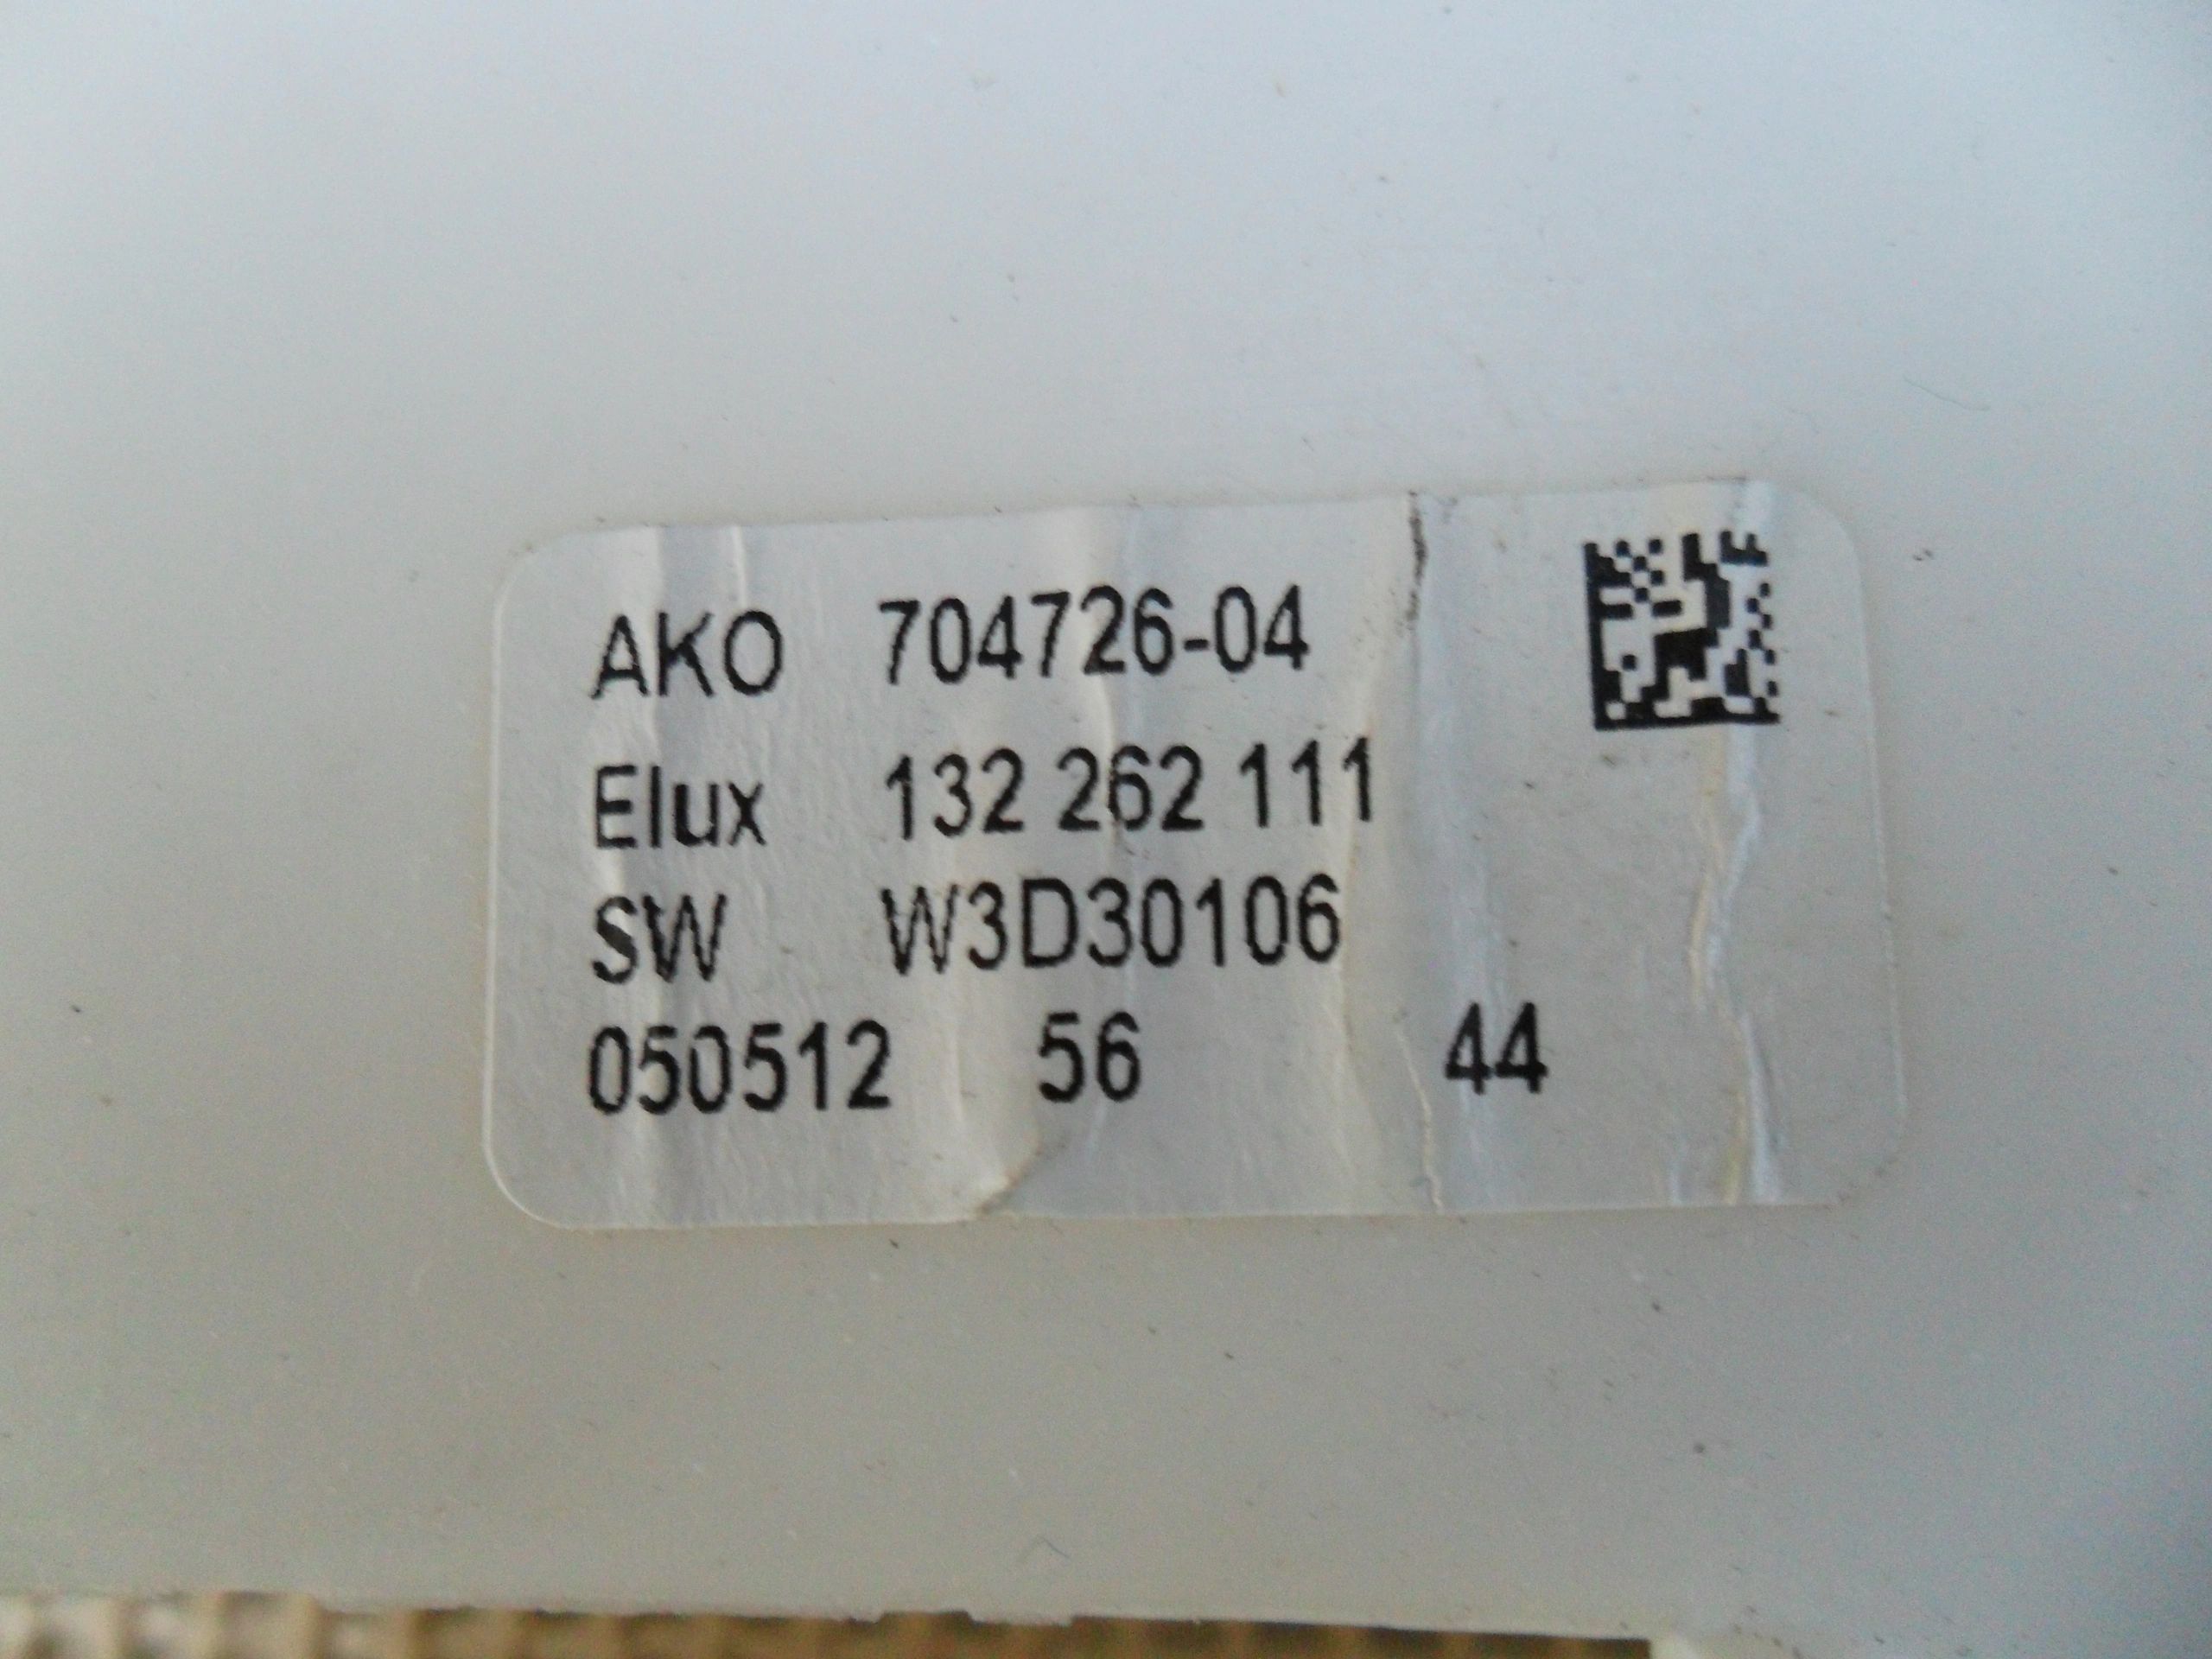 AKO 704726-04
Elux 132 262 111
SW W3D30106
050512 56 44